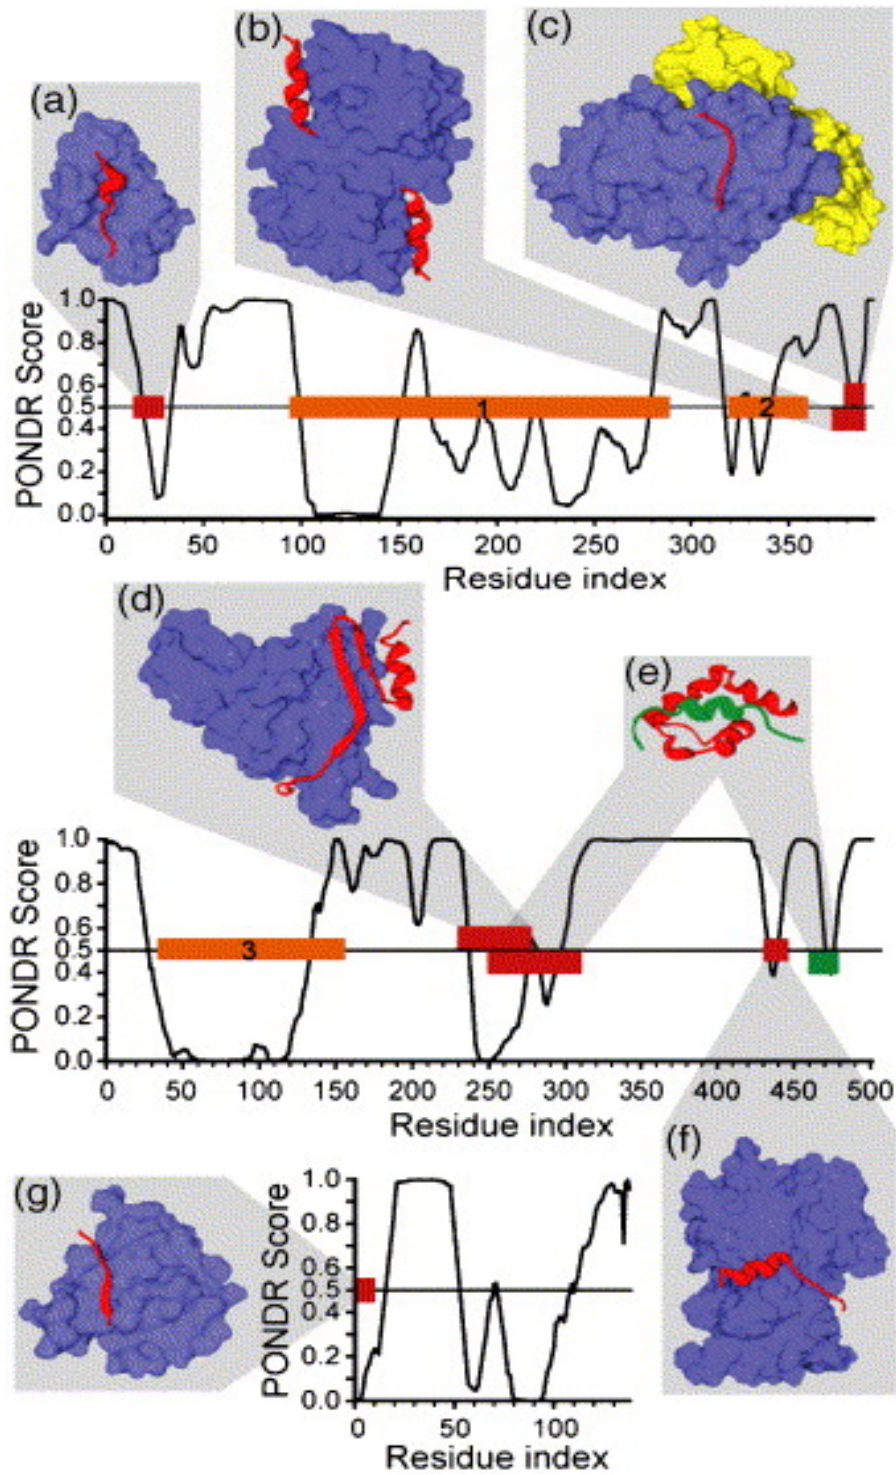 (a)
(b)
(c)
PONDR Score
1.0
0.8
0.6
0.5
0.4
0.2
0.0
1
2
0 50 100 150 200 250 300 350
Residue index
(d)
(e)
PONDR Score
1.0
0.8
0.6
0.5
0.4
0.2
0.0
3
0 50 100 150 200 250 300 350 400 450 500
Residue index
(f)
(g)
PONDR Score
1.0
0.8
0.6
0.5
0.4
0.2
0.0
0 50 100
Residue index